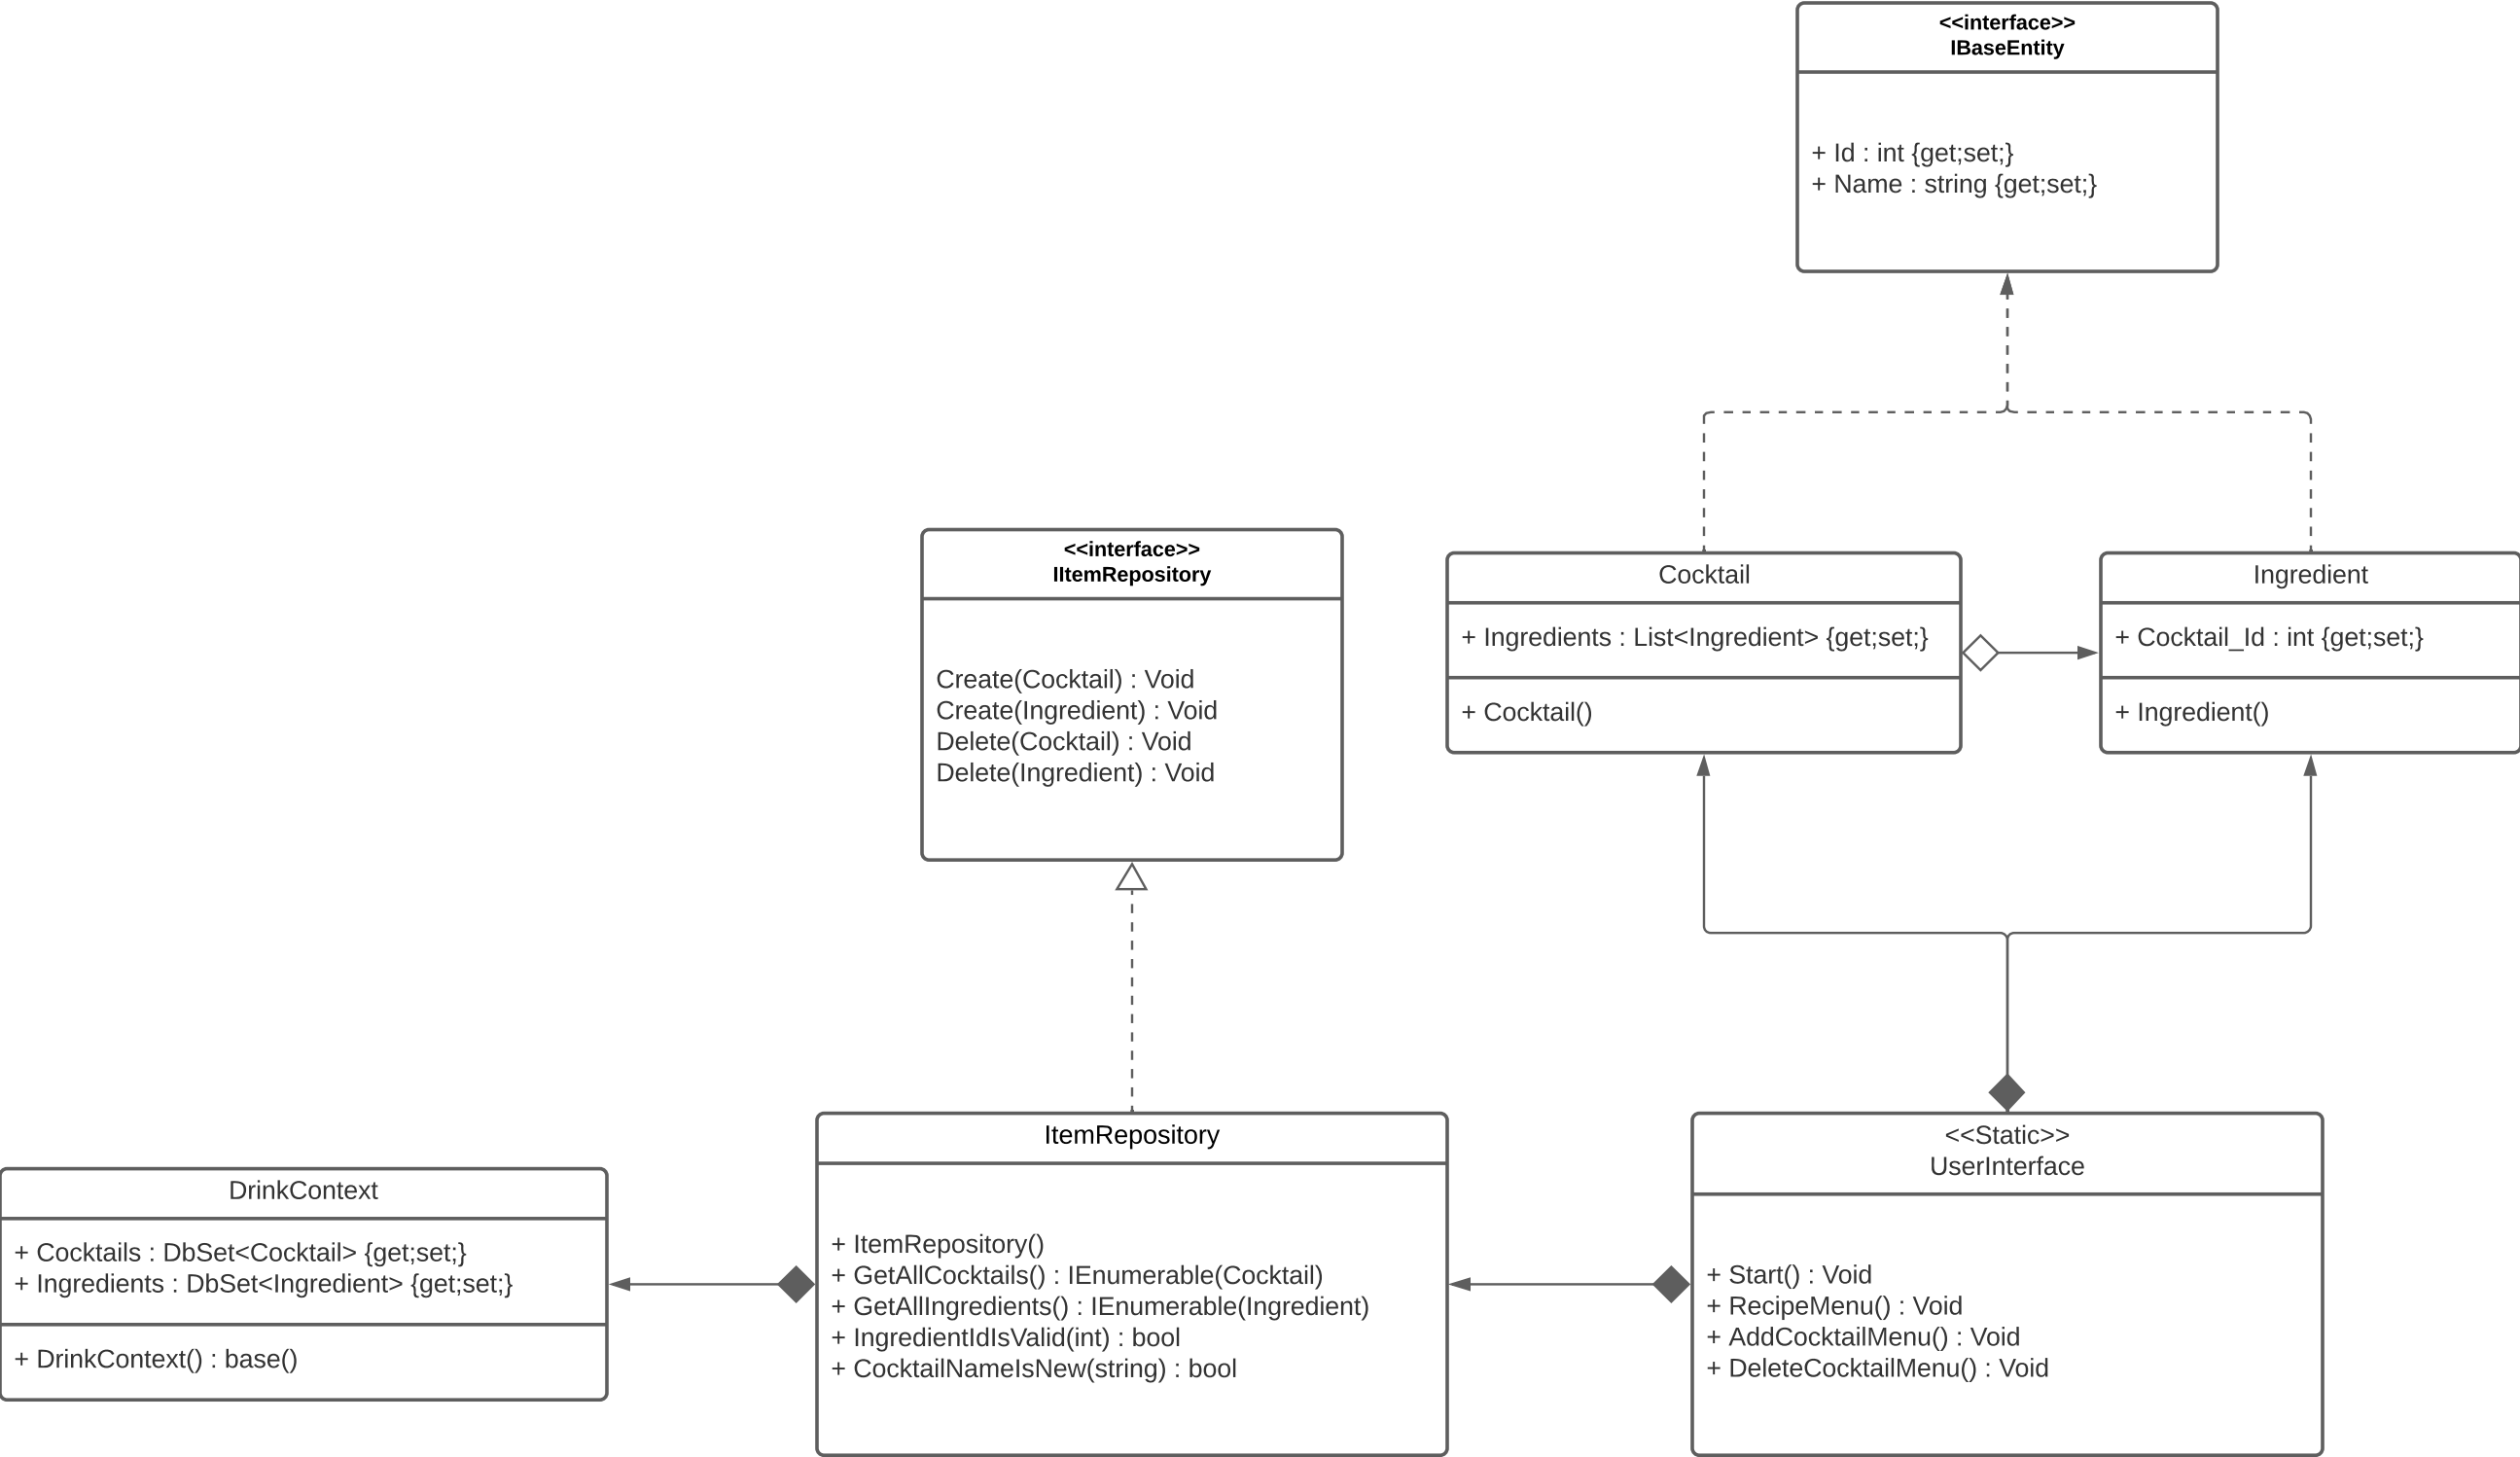 <<interface>>
IBaseEntity
+ Id : int {get;set;}
+ Name : string {get;set;}
<<interface>>
IItemRepository
Create(Cocktail) : Void
Create(Ingredient) : Void
Delete(Cocktail) : Void
Delete(Ingredient) : Void
Cocktail
+ Ingredients : List<Ingredient> {get;set;}
+ Cocktail()
Ingredient
+ Cocktail_Id : int {get;set;}
+ Ingredient()
DrinkContext
+ Cocktails : DbSet<Cocktail> {get;set;}
+ Ingredients : DbSet<Ingredient> {get;set;}
+ DrinkContext() : base()
ItemRepository
+ ItemRepository()
+ GetAllCocktails() : IEnumerable(Cocktail)
+ GetAllIngredients() : IEnumerable(Ingredient)
+ IngredientIdIsValid(int) : bool
+ CocktailNameIsNew(string) : bool
<<Static>>
UserInterface
+ Start() : Void
+ RecipeMenu() : Void
+ AddCocktailMenu() : Void
+ DeleteCocktailMenu() : Void